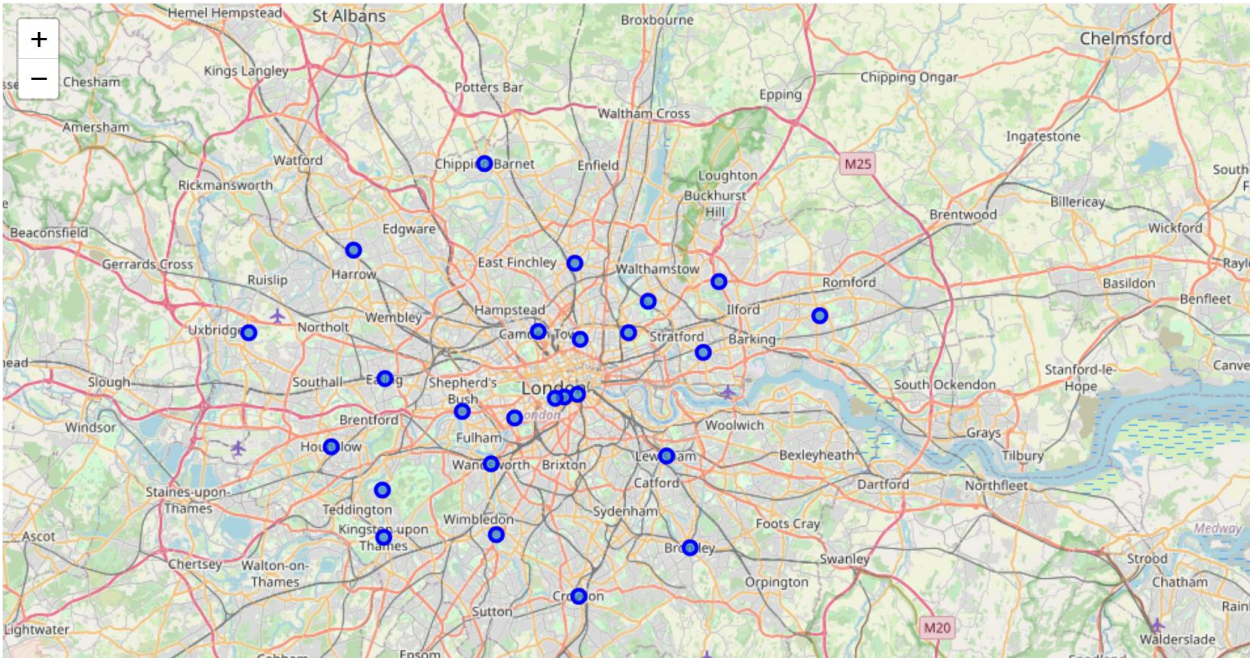 Hemel Hempstead
St Albans
Broxbourne
Chelmsford
+
−
Kings Langley
Chesham
Potters Bar
Chipping Ongar
Epping
Amersham
Waltham Cross
Ingatestone
Watford
Chipping Barnet
Enfield
M25
Rickmansworth
Loughton
Buckhurst
Hill
Billericay
Brentwood
Beaconsfield
Edgware
Wickford
Gerrards Cross
East Finchley
Walthamstow
Harrow
Ruislip
Romford
Basildon
Benfleet
Hampstead
Ilford
Wembley
Uxbridge
Northolt
Camden Town
Stratford
Barking
Stanford-le-
Hope
Slough
Southall
Ealing
Shepherd's
Bush
London
South Ockendon
London
Brentford
Windsor
Woolwich
Grays
Fulham
Hounslow
Tilbury
Wandsworth
Brixton
Lewisham
Bexleyheath
Catford
Dartford
Northfleet
Staines-upon-
Thames
Teddington
Sydenham
Wimbledon
Foots Cray
Kingston upon
Thames
Medway
Ascot
Bromley
Swanley
Strood
Chertsey
Walton-on-
Thames
Orpington
Chatham
Croydon
Sutton
Lightwater
M20
Walderslade
Epsom